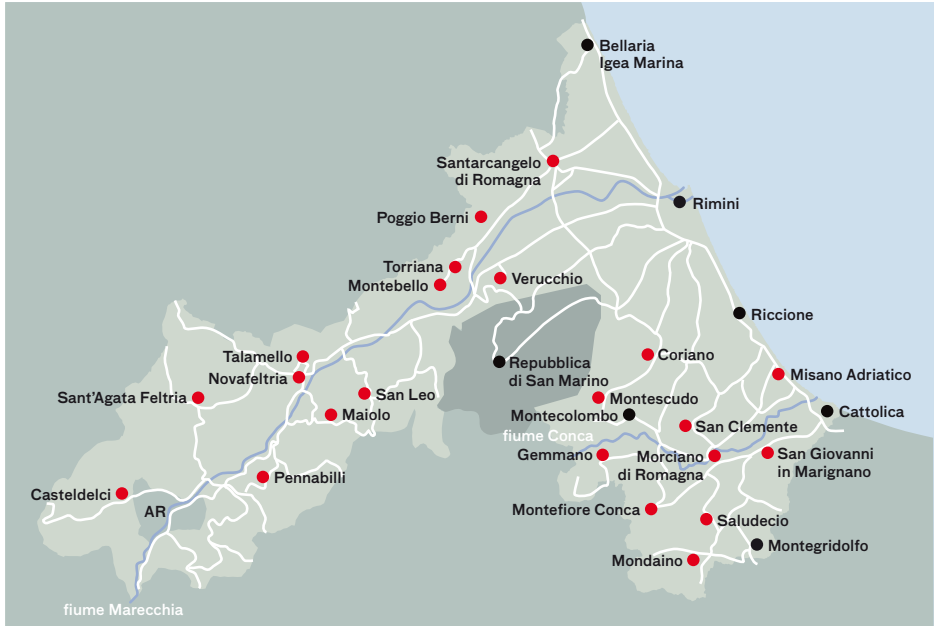 Bellaria
Igea Marina
Santarcangelo
di Romagna
Rimini
Poggio Berni
Torriana
Montebello
Verucchio
Riccione
Talamello
Novafeltria
Sant'Agata Feltria
San Leo
Maiolo
Repubblica
di San Marino
Coriano
Misano Adriatico
Montescudo
Montecolombo
Cattolica
San Clemente
fiume Conca
Gemmano
Morciano
di Romagna
San Giovanni
in Marignano
Pennabilli
Casteldelci
AR
Montefiore Conca
Saludecio
Montegridolfo
Mondaino
fiume Marecchia